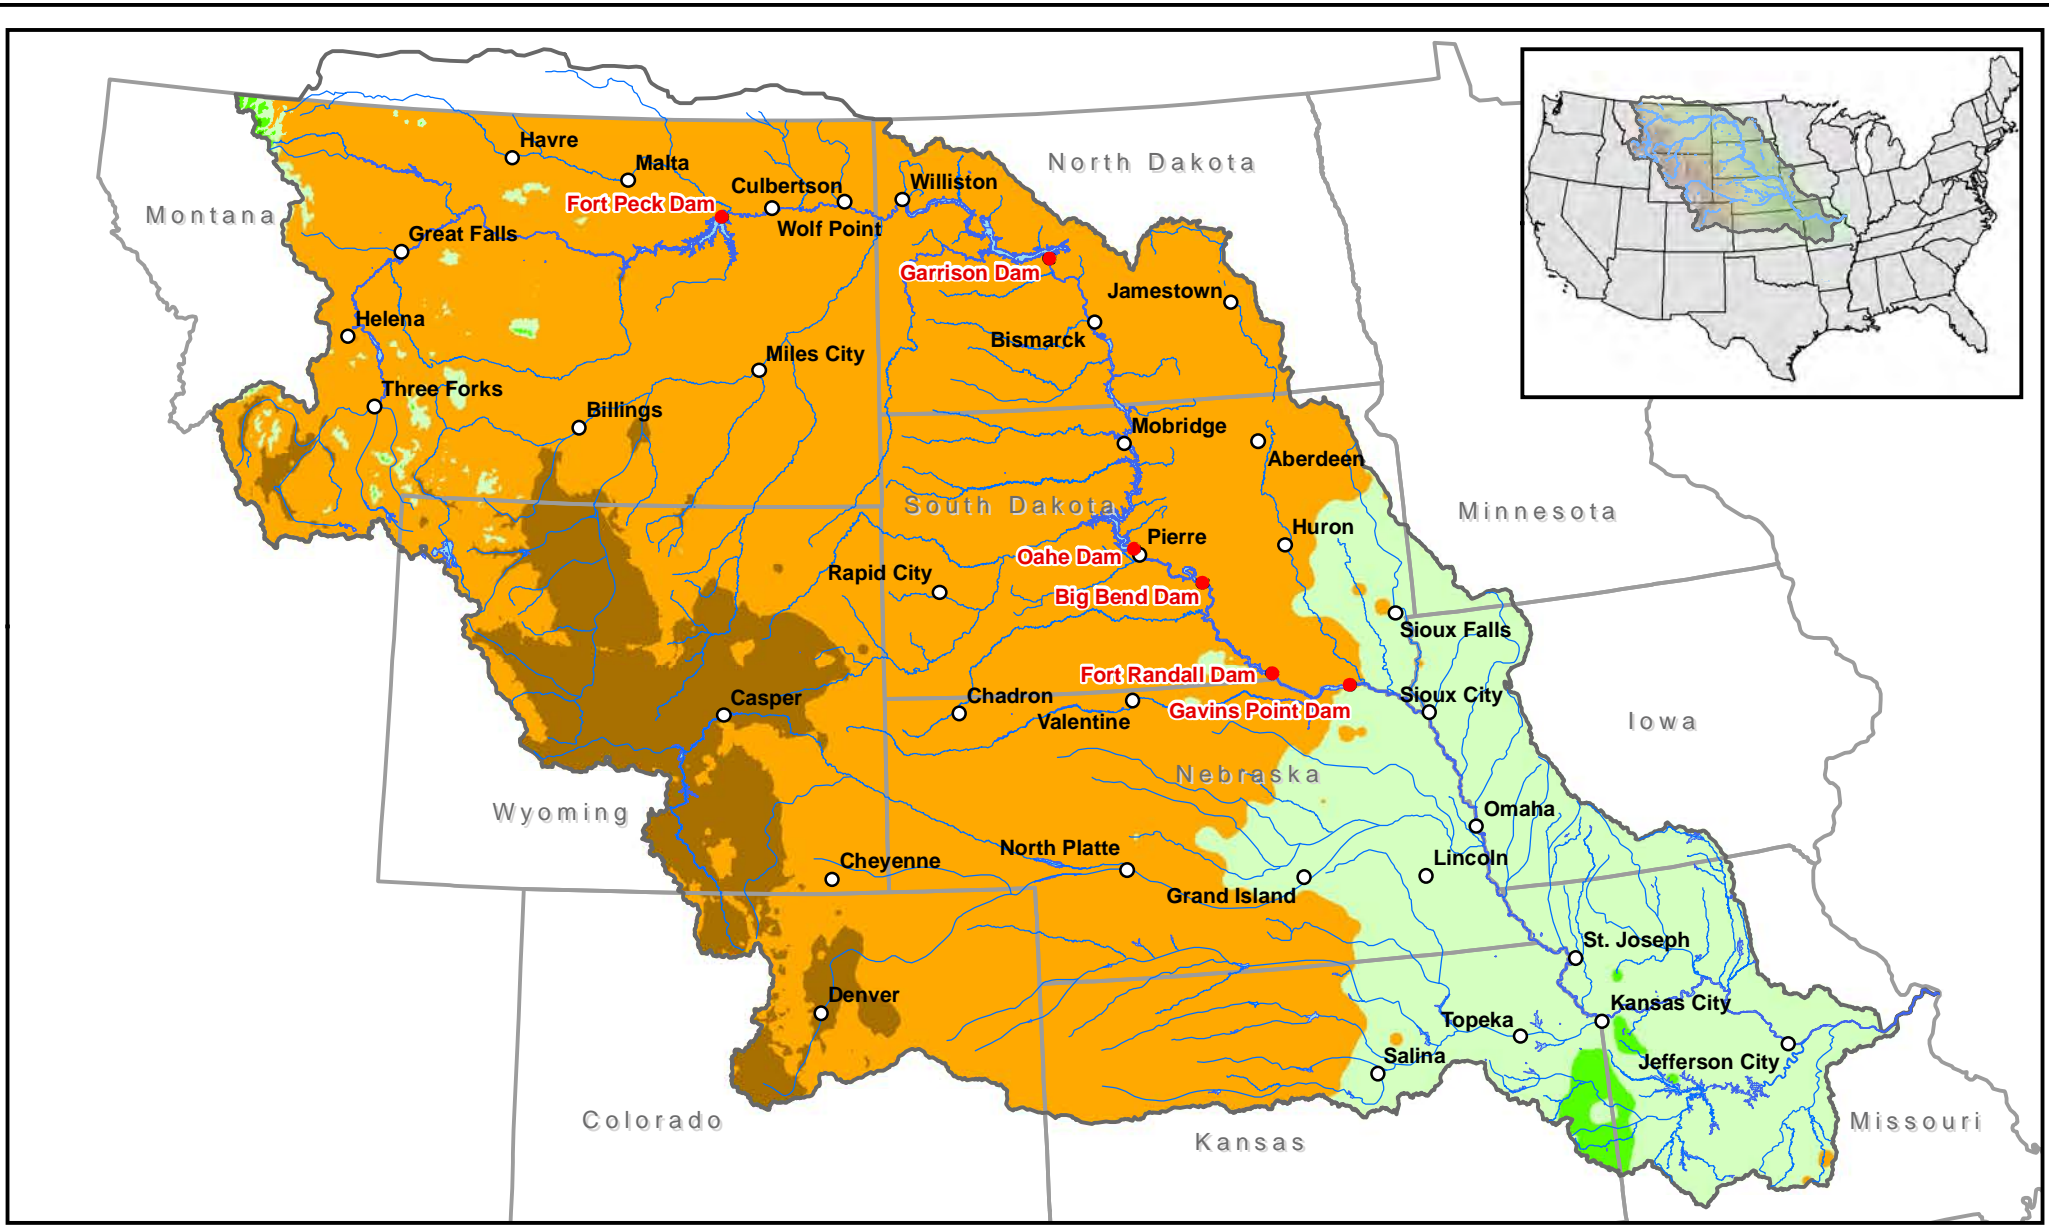 North Dakota
Havre
Malta
Culbertson
Williston
Fort Peck Dam
Montana
Wolf Point
Great Falls
Garrison Dam
Jamestown
Helena
Bismarck
Miles City
Three Forks
Billings
Mobridge
Aberdeen
South Dakota
Minnesota
Huron
Pierre
Oahe Dam
Rapid City
Big Bend Dam
Sioux Falls
Fort Randall Dam
Casper
Chadron
Sioux City
Valentine
Gavins Point Dam
Iowa
Nebraska
Wyoming
Omaha
North Platte
Cheyenne
Lincoln
Grand Island
St. Joseph
Denver
Kansas City
Topeka
Salina
Jefferson City
Colorado
Missouri
Kansas